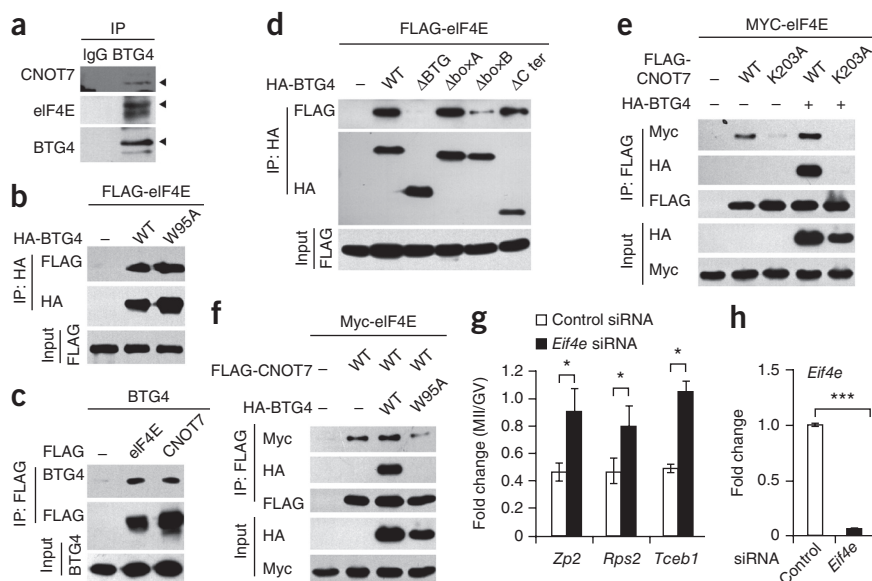 a
IP
IgG BTG4
CNOT7
eIF4E
BTG4
b
FLAG-eIF4E
HA-BTG4 – WT W95A
IP: HA
FLAG
HA
Input
FLAG
c
BTG4
FLAG – eIF4E CNOT7
IP: FLAG
BTG4
FLAG
Input
BTG4
d
FLAG-eIF4E
HA-BTG4 – WT ΔBTG ΔboxA ΔboxB ΔC ter
IP: HA
FLAG
HA
Input
FLAG
e
MYC-eIF4E
FLAG-
CNOT7 – WT K203A WT K203A
HA-BTG4 – – – + +
IP: FLAG
Myc
HA
FLAG
Input
HA
Myc
f
Myc-eIF4E
FLAG-CNOT7 – WT WT WT
HA-BTG4 – – WT W95A
IP: FLAG
Myc
HA
FLAG
Input
HA
Myc
g
Control siRNA
Eif4e siRNA
Fold change (MII/GV)
1.2
1.0
0.8
0.6
0.4
0
* * *
Zp2 Rps2 Tceb1
h
Eif4e
Fold change
1.5
1.0
0.5
0
***
siRNA Control Eif4e